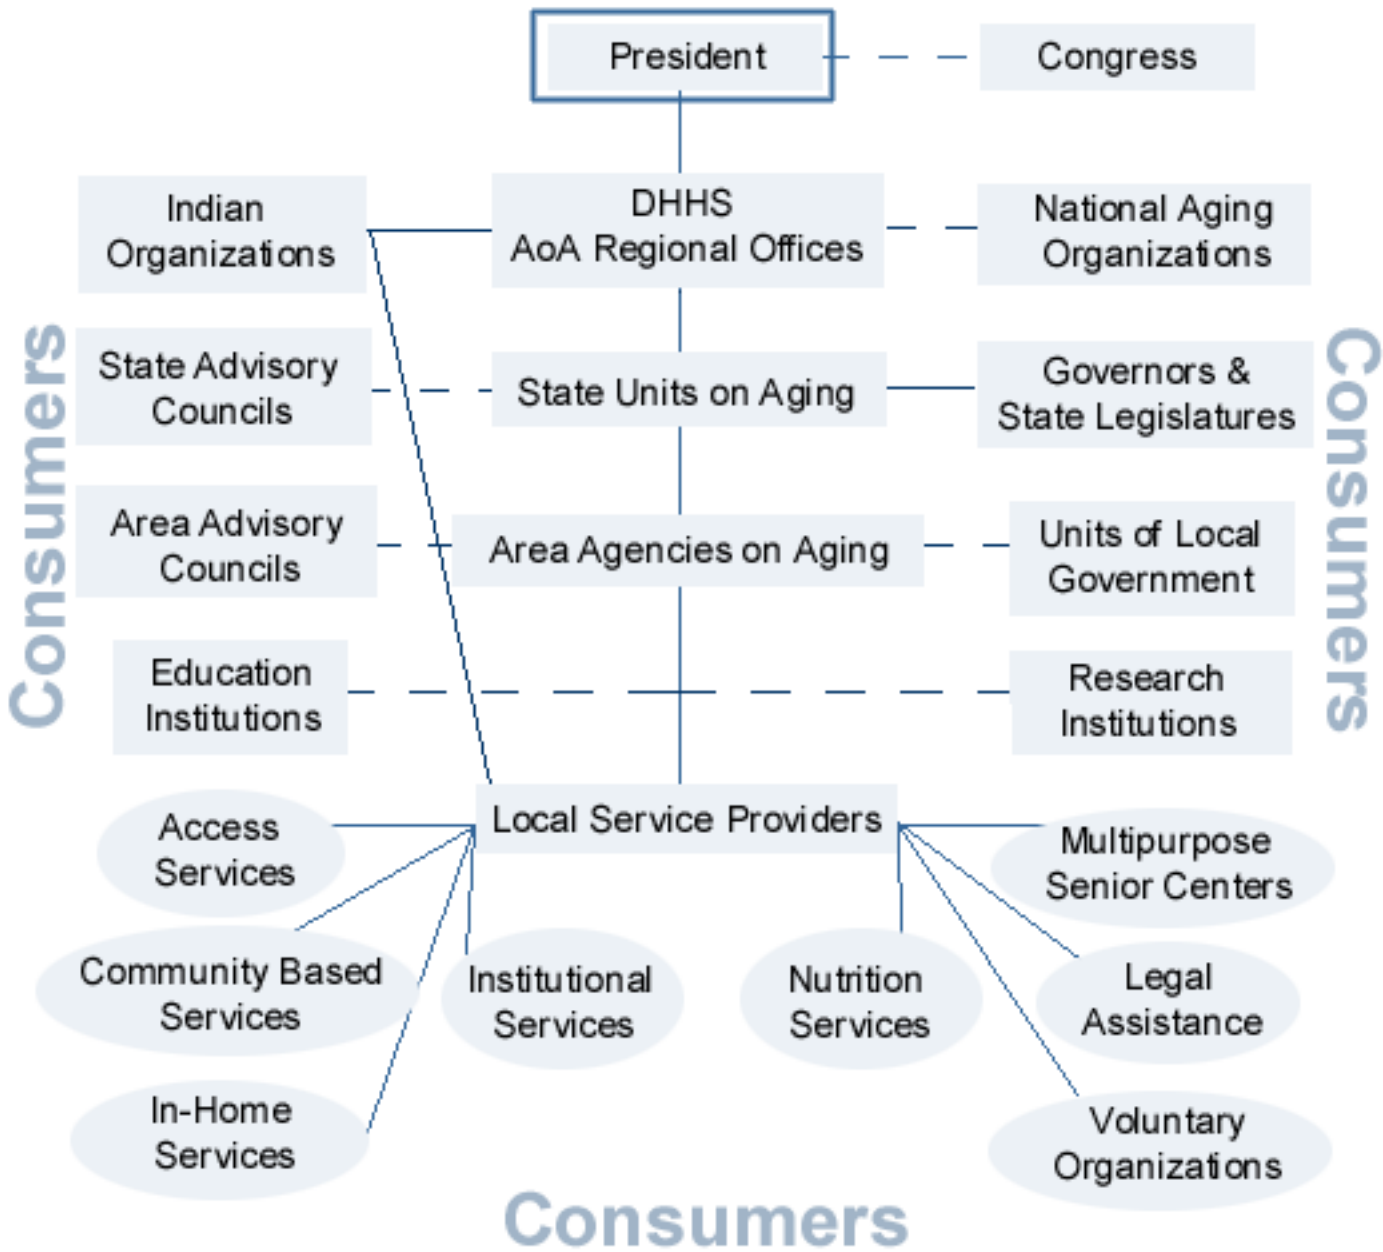 President
Congress
Indian
Organizations
DHHS
AoA Regional Offices
National Aging
Organizations
Consumers
State Advisory
Councils
State Units on Aging
Governors &
State Legislatures
Consumers
Area Advisory
Councils
Area Agencies on Aging
Units of Local
Government
Education
Institutions
Research
Institutions
Local Service Providers
Access
Services
Multipurpose
Senior Centers
Community Based
Services
Institutional
Services
Nutrition
Services
Legal
Assistance
In-Home
Services
Voluntary
Organizations
Consumers